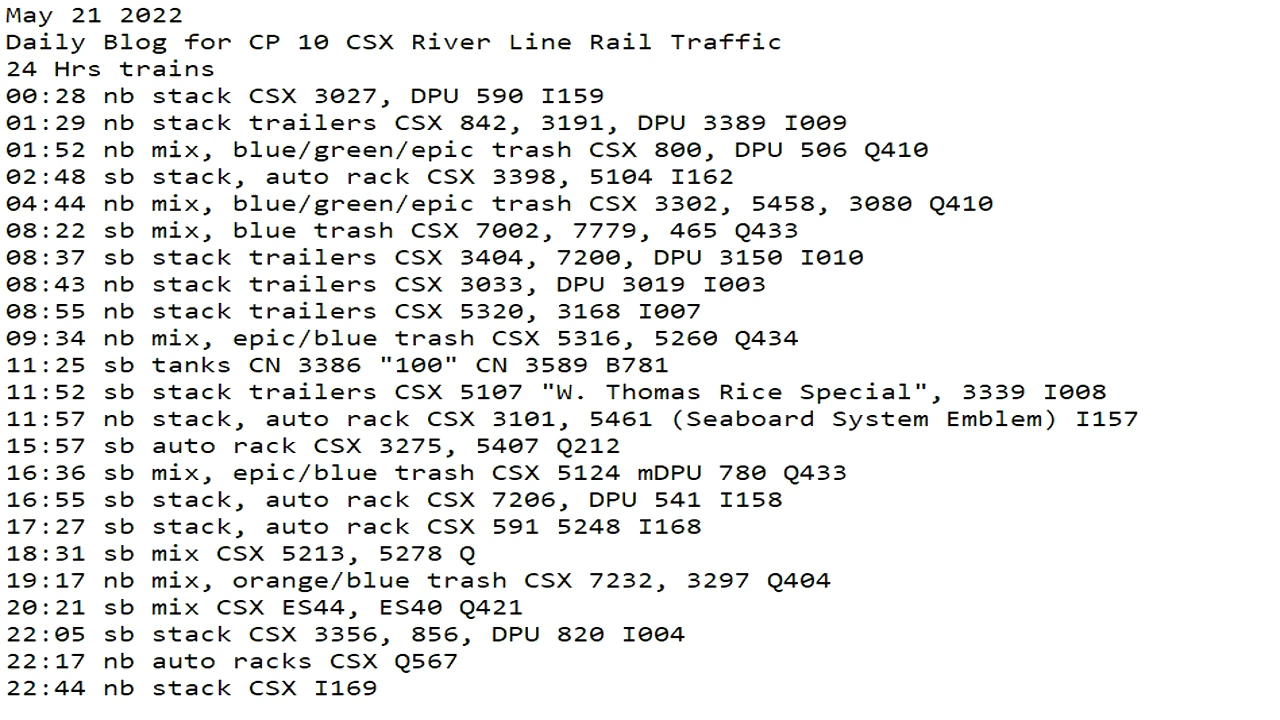 May 21 2022
Daily Blog for CP 10 CSX River Line Rail Traffic
24 Hrs trains
00:28 nb stack CSX 3027, DPU 590 I159
01:29 nb stack trailers CSX 842, 3191, DPU 3389 I009
01:52 nb mix, blue/green/epic trash CSX 800, DPU 506 Q410
02:48 sb stack, auto rack CSX 3398, 5104 I162
04:44 nb mix, blue/green/epic trash CSX 3302, 5458, 3080 Q410
08:22 sb mix, blue trash CSX 7002, 7779, 465 Q433
08:37 sb stack trailers CSX 3404, 7200, DPU 3150 I010
08:43 nb stack trailers CSX 3033, DPU 3019 I003
08:55 nb stack trailers CSX 5320, 3168 I007
09:34 nb mix, epic/blue trash CSX 5316, 5260 Q434
11:25 sb tanks CN 3386 "100" CN 3589 B781
11:52 sb stack trailers CSX 5107 "W. Thomas Rice Special", 3339 I008
11:57 nb stack, auto rack CSX 3101, 5461 (Seaboard System Emblem) I157
15:57 sb auto rack CSX 3275, 5407 Q212
16:36 sb mix, epic/blue trash CSX 5124 mDPU 780 Q433
16:55 sb stack, auto rack CSX 7206, DPU 541 I158
17:27 sb stack, auto rack CSX 591 5248 I168
18:31 sb mix CSX 5213, 5278 Q
19:17 nb mix, orange/blue trash CSX 7232, 3297 Q404
20:21 sb mix CSX ES44, ES40 Q421
22:05 sb stack CSX 3356, 856, DPU 820 I004
22:17 nb auto racks CSX Q567
22:44 nb stack CSX I169